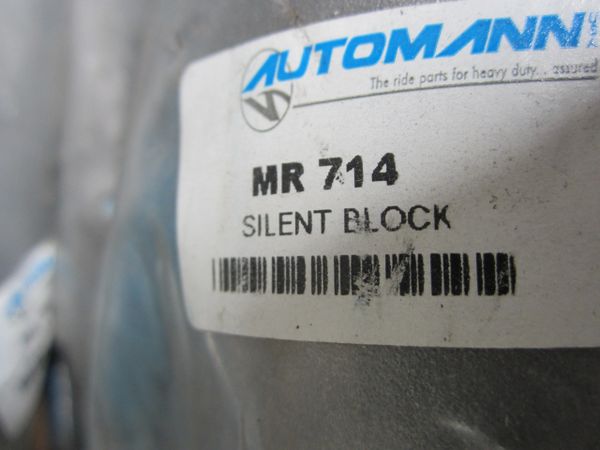 AUTOMANN
The ride parts for heavy duty... assured
MR 714
SILENT BLOCK